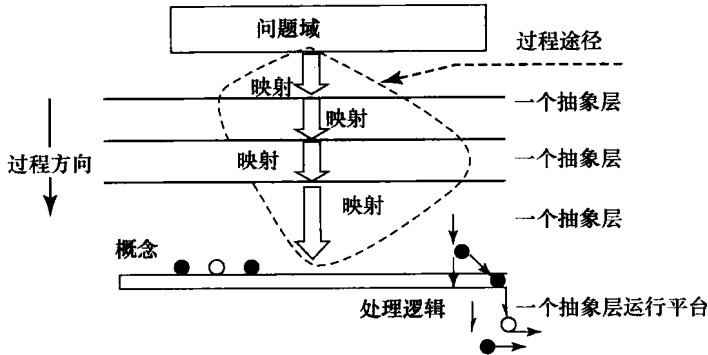 问题域
过程途径
映射
一个抽象层
映射
过程方向
映射
一个抽象层
映射
一个抽象层
概念
处理逻辑
一个抽象层运行平台